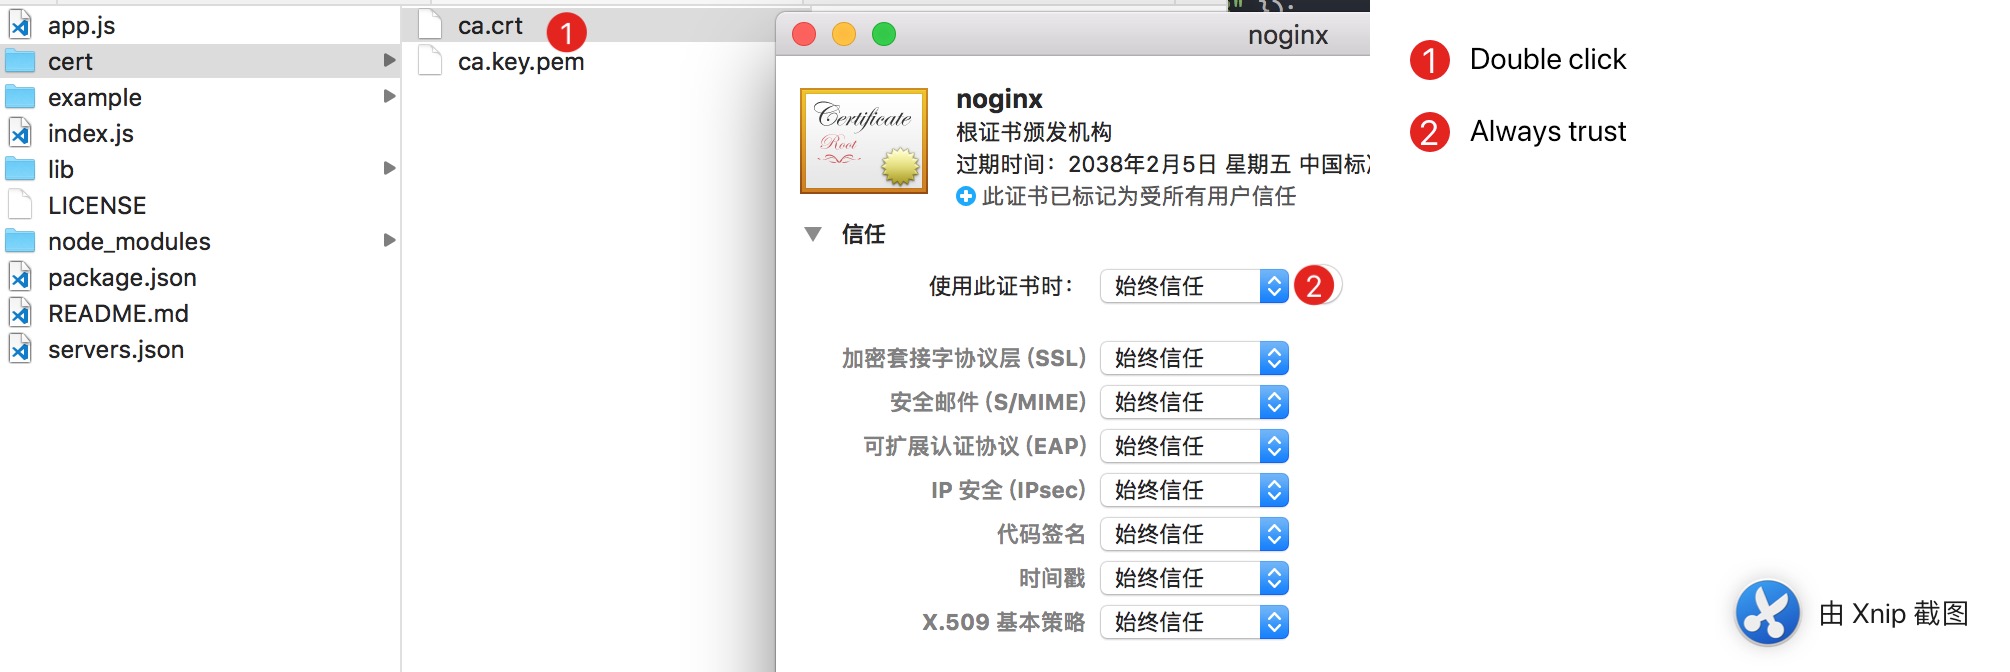 app.js
cert
example
index.js
lib
LICENSE
node_modules
package.json
README.md
servers.json
ca.crt
1
ca.key.pem
" });
noginx
Certificate
Root
noginx
根证书颁发机构
过期时间：2038年2月5日 星期五 中国标
此证书已标记为受所有用户信任
信任
使用此证书时： 始终信任 2
加密套接字协议层 (SSL) 始终信任
安全邮件 (S/MIME) 始终信任
可扩展认证协议 (EAP) 始终信任
IP 安全 (IPsec) 始终信任
代码签名 始终信任
时间戳 始终信任
X.509 基本策略 始终信任
1 Double click
2 Always trust
由 Xnip 截图